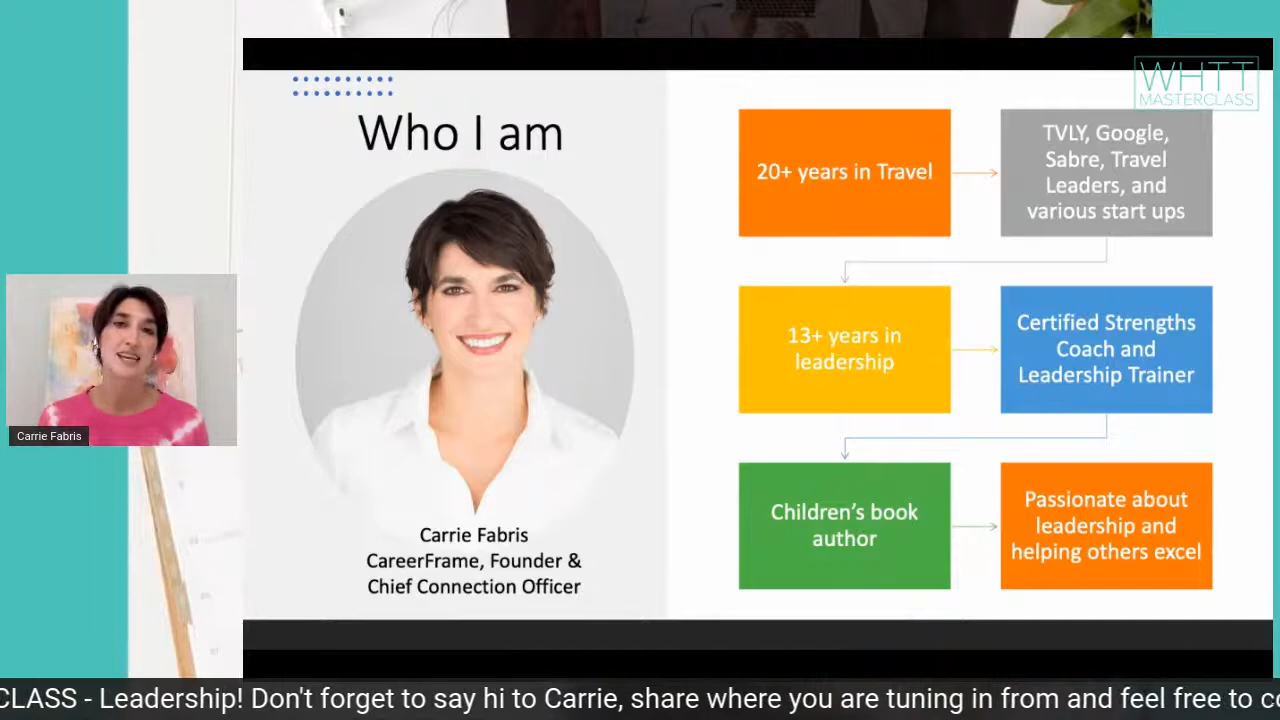 WHTT
MASTERCLASS
Who I am
Carrie Fabris
CareerFrame, Founder &
Chief Connection Officer
20+ years in Travel
TVLY, Google,
Sabre, Travel
Leaders, and
various start ups
13+ years in
leadership
Certified Strengths
Coach and
Leadership Trainer
Children’s book
author
Passionate about
leadership and
helping others excel
Carrie Fabris
CLASS - Leadership! Don't forget to say hi to Carrie, share where you are tuning in from and feel free to